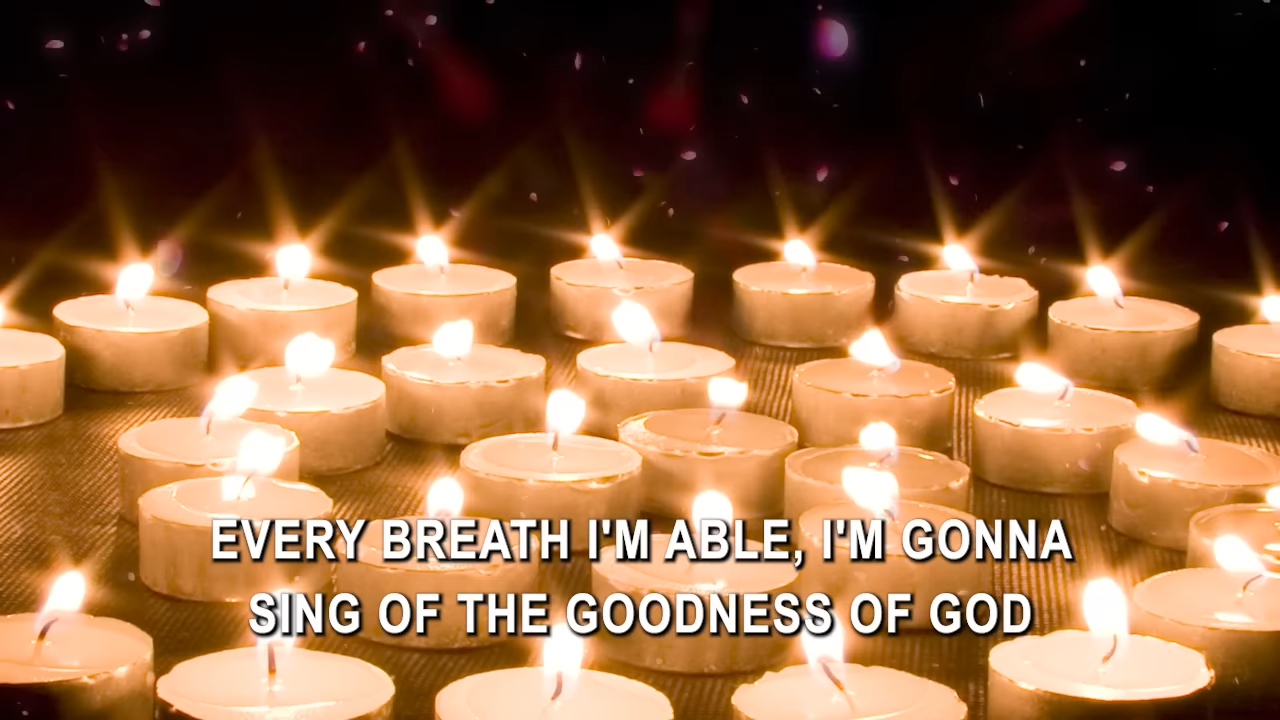 EVERY BREATH I'M ABLE, I'M GONNA
SING OF THE GOODNESS OF GOD